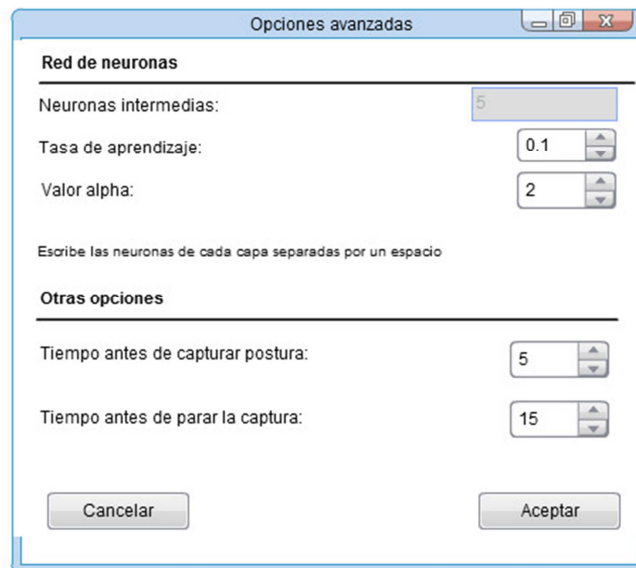 Opciones avanzadas
Red de neuronas
Neuronas intermedias: 5
Tasa de aprendizaje: 0.1
Valor alpha: 2
Escribe las neuronas de cada capa separadas por un espacio
Otras opciones
Tiempo antes de capturar postura: 5
Tiempo antes de parar la captura: 15
Cancelar Aceptar